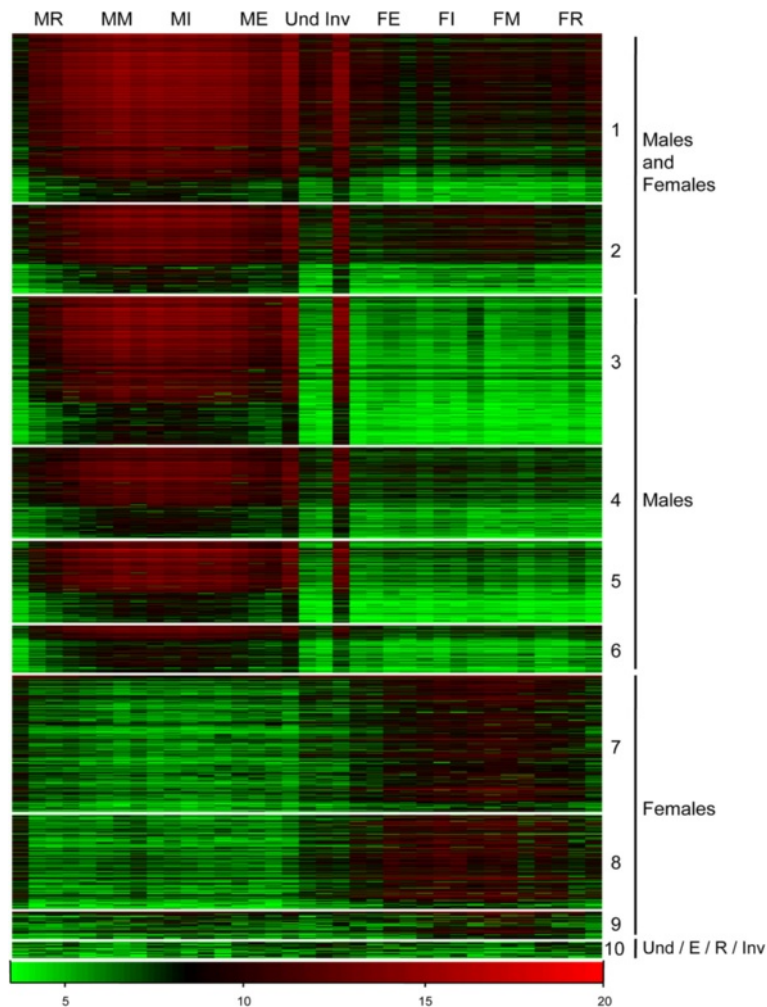 MR MM MI ME Und Inv FE FI FM FR
1
Males
and
Females
2
3
4
Males
5
6
7
Females
8
9
10 Und / E / R / Inv
5 10 15 20